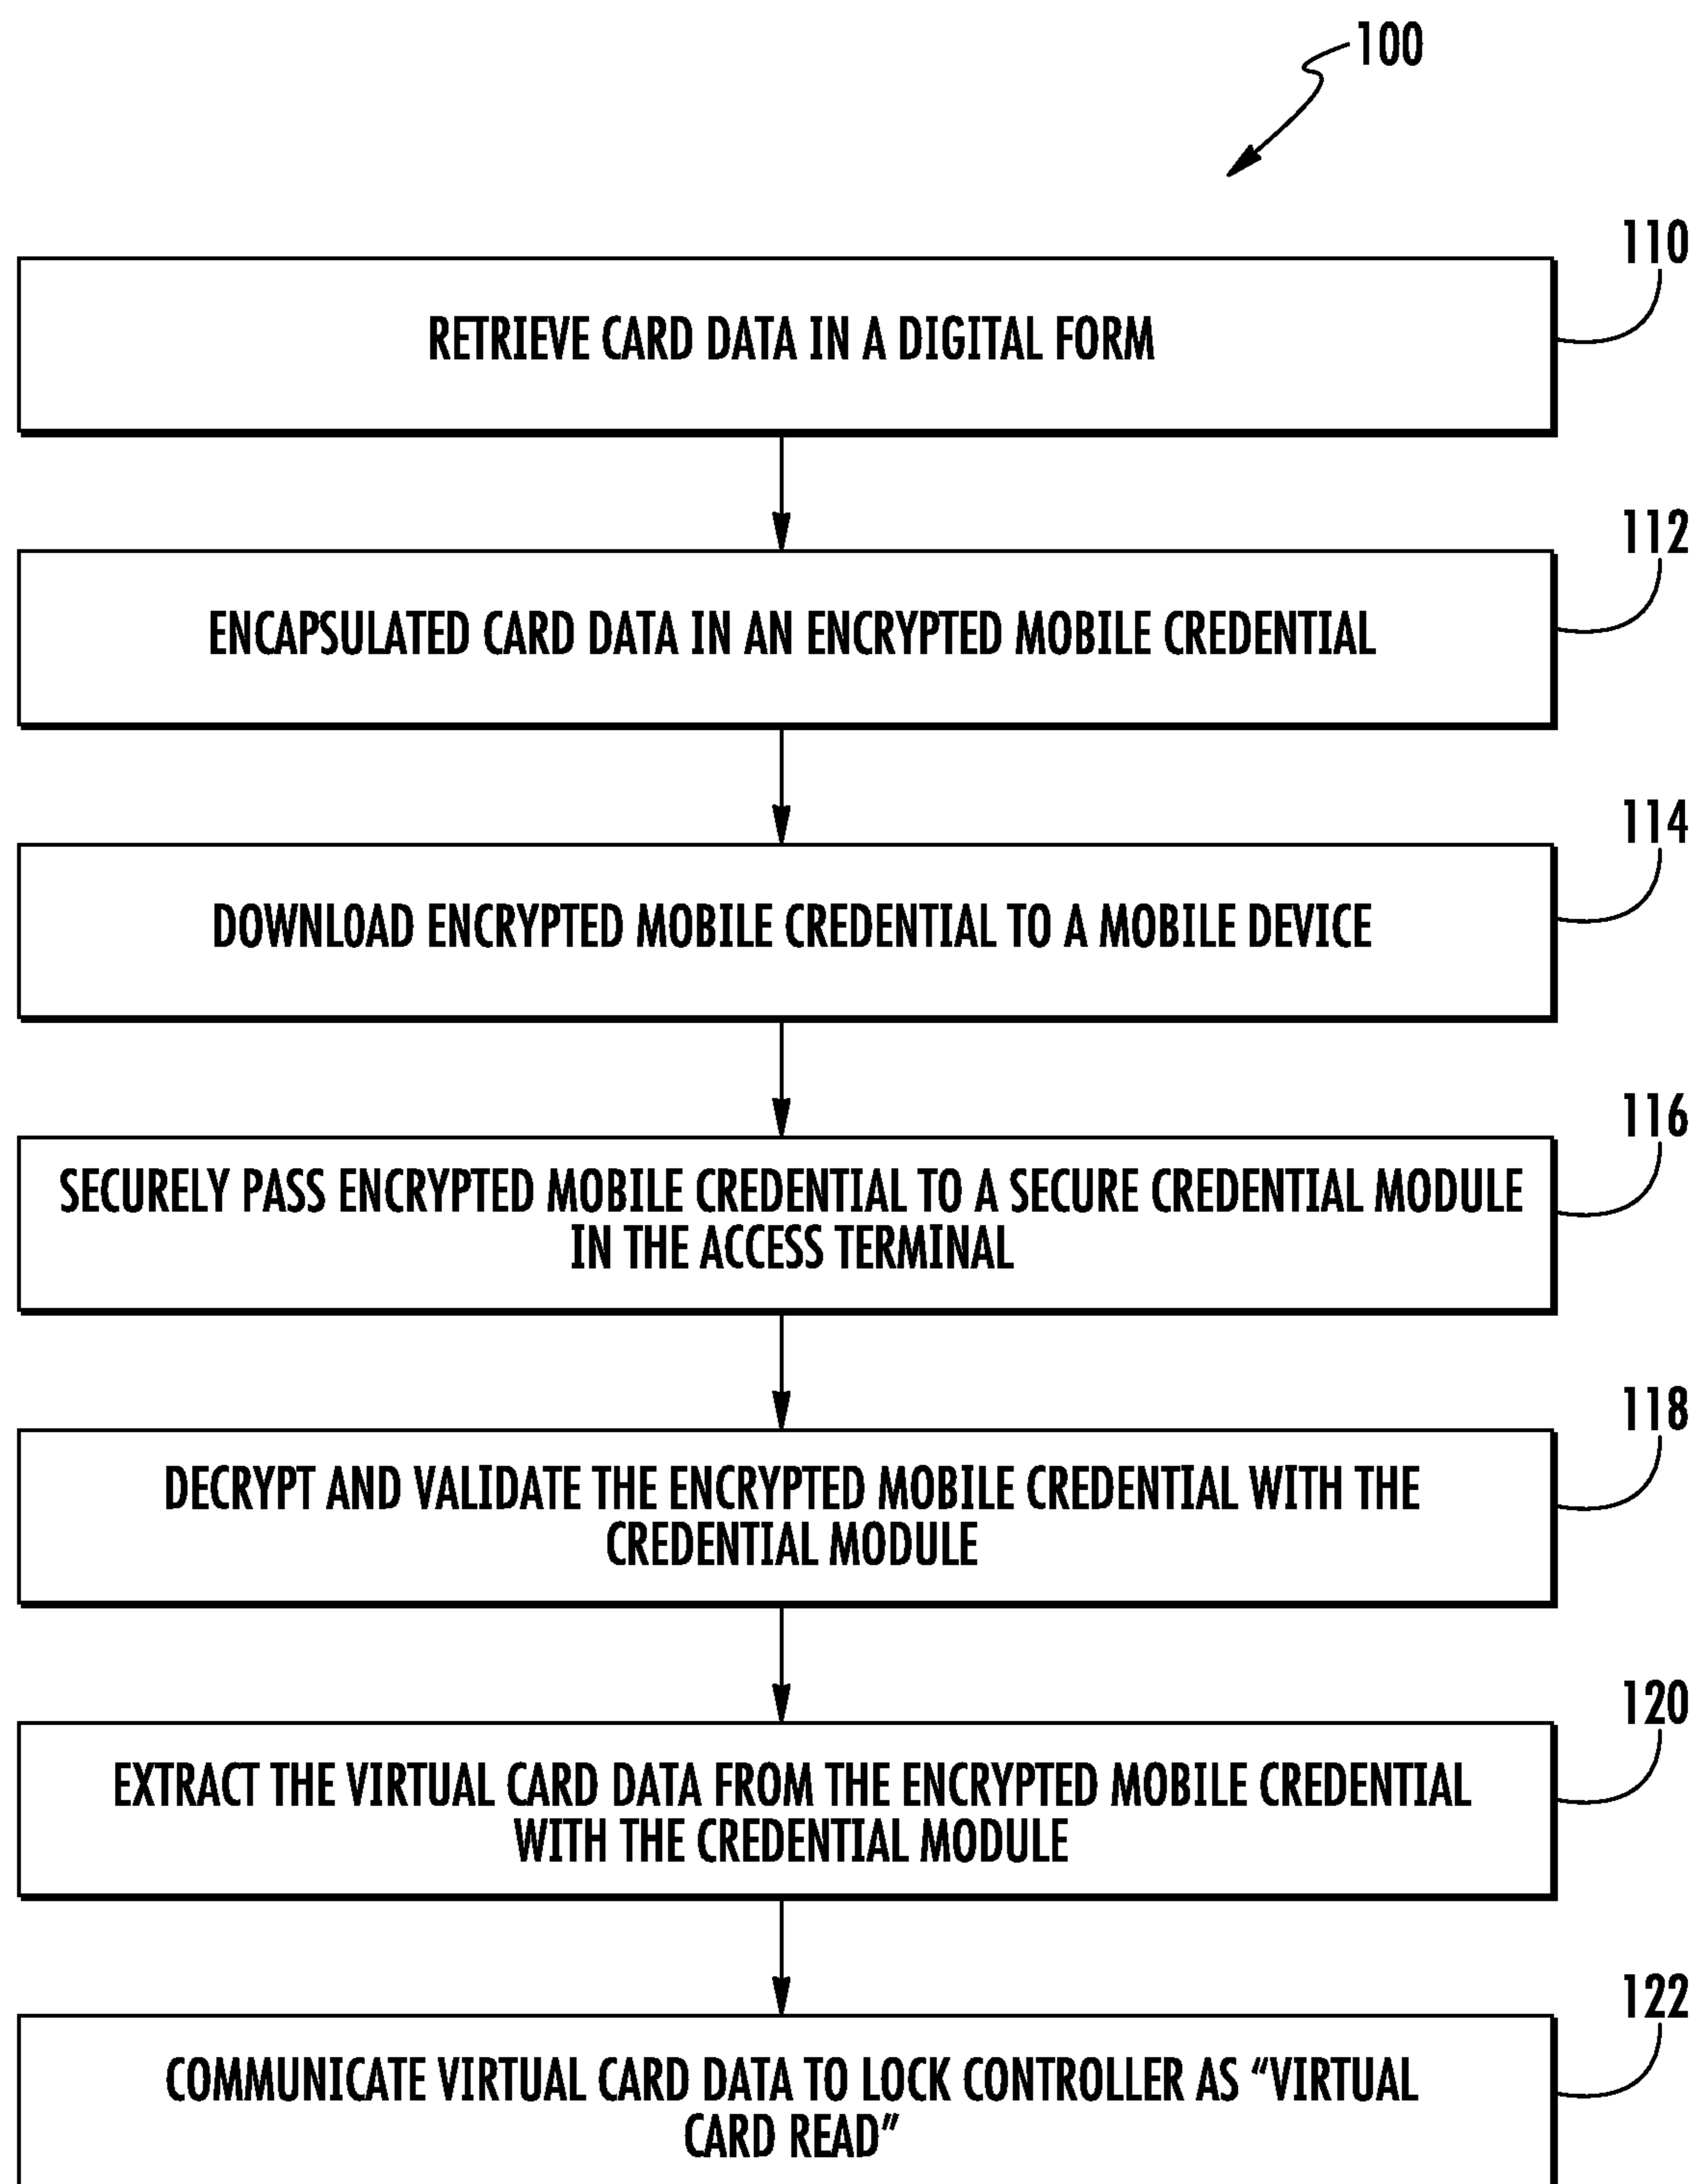 100
110
RETRIEVE CARD DATA IN A DIGITAL FORM
112
ENCAPSULATED CARD DATA IN AN ENCRYPTED MOBILE CREDENTIAL
114
DOWNLOAD ENCRYPTED MOBILE CREDENTIAL TO A MOBILE DEVICE
116
SECURELY PASS ENCRYPTED MOBILE CREDENTIAL TO A SECURE CREDENTIAL MODULE
IN THE ACCESS TERMINAL
118
DECRYPT AND VALIDATE THE ENCRYPTED MOBILE CREDENTIAL WITH THE
CREDENTIAL MODULE
120
EXTRACT THE VIRTUAL CARD DATA FROM THE ENCRYPTED MOBILE CREDENTIAL
WITH THE CREDENTIAL MODULE
122
COMMUNICATE VIRTUAL CARD DATA TO LOCK CONTROLLER AS “VIRTUAL
CARD READ”